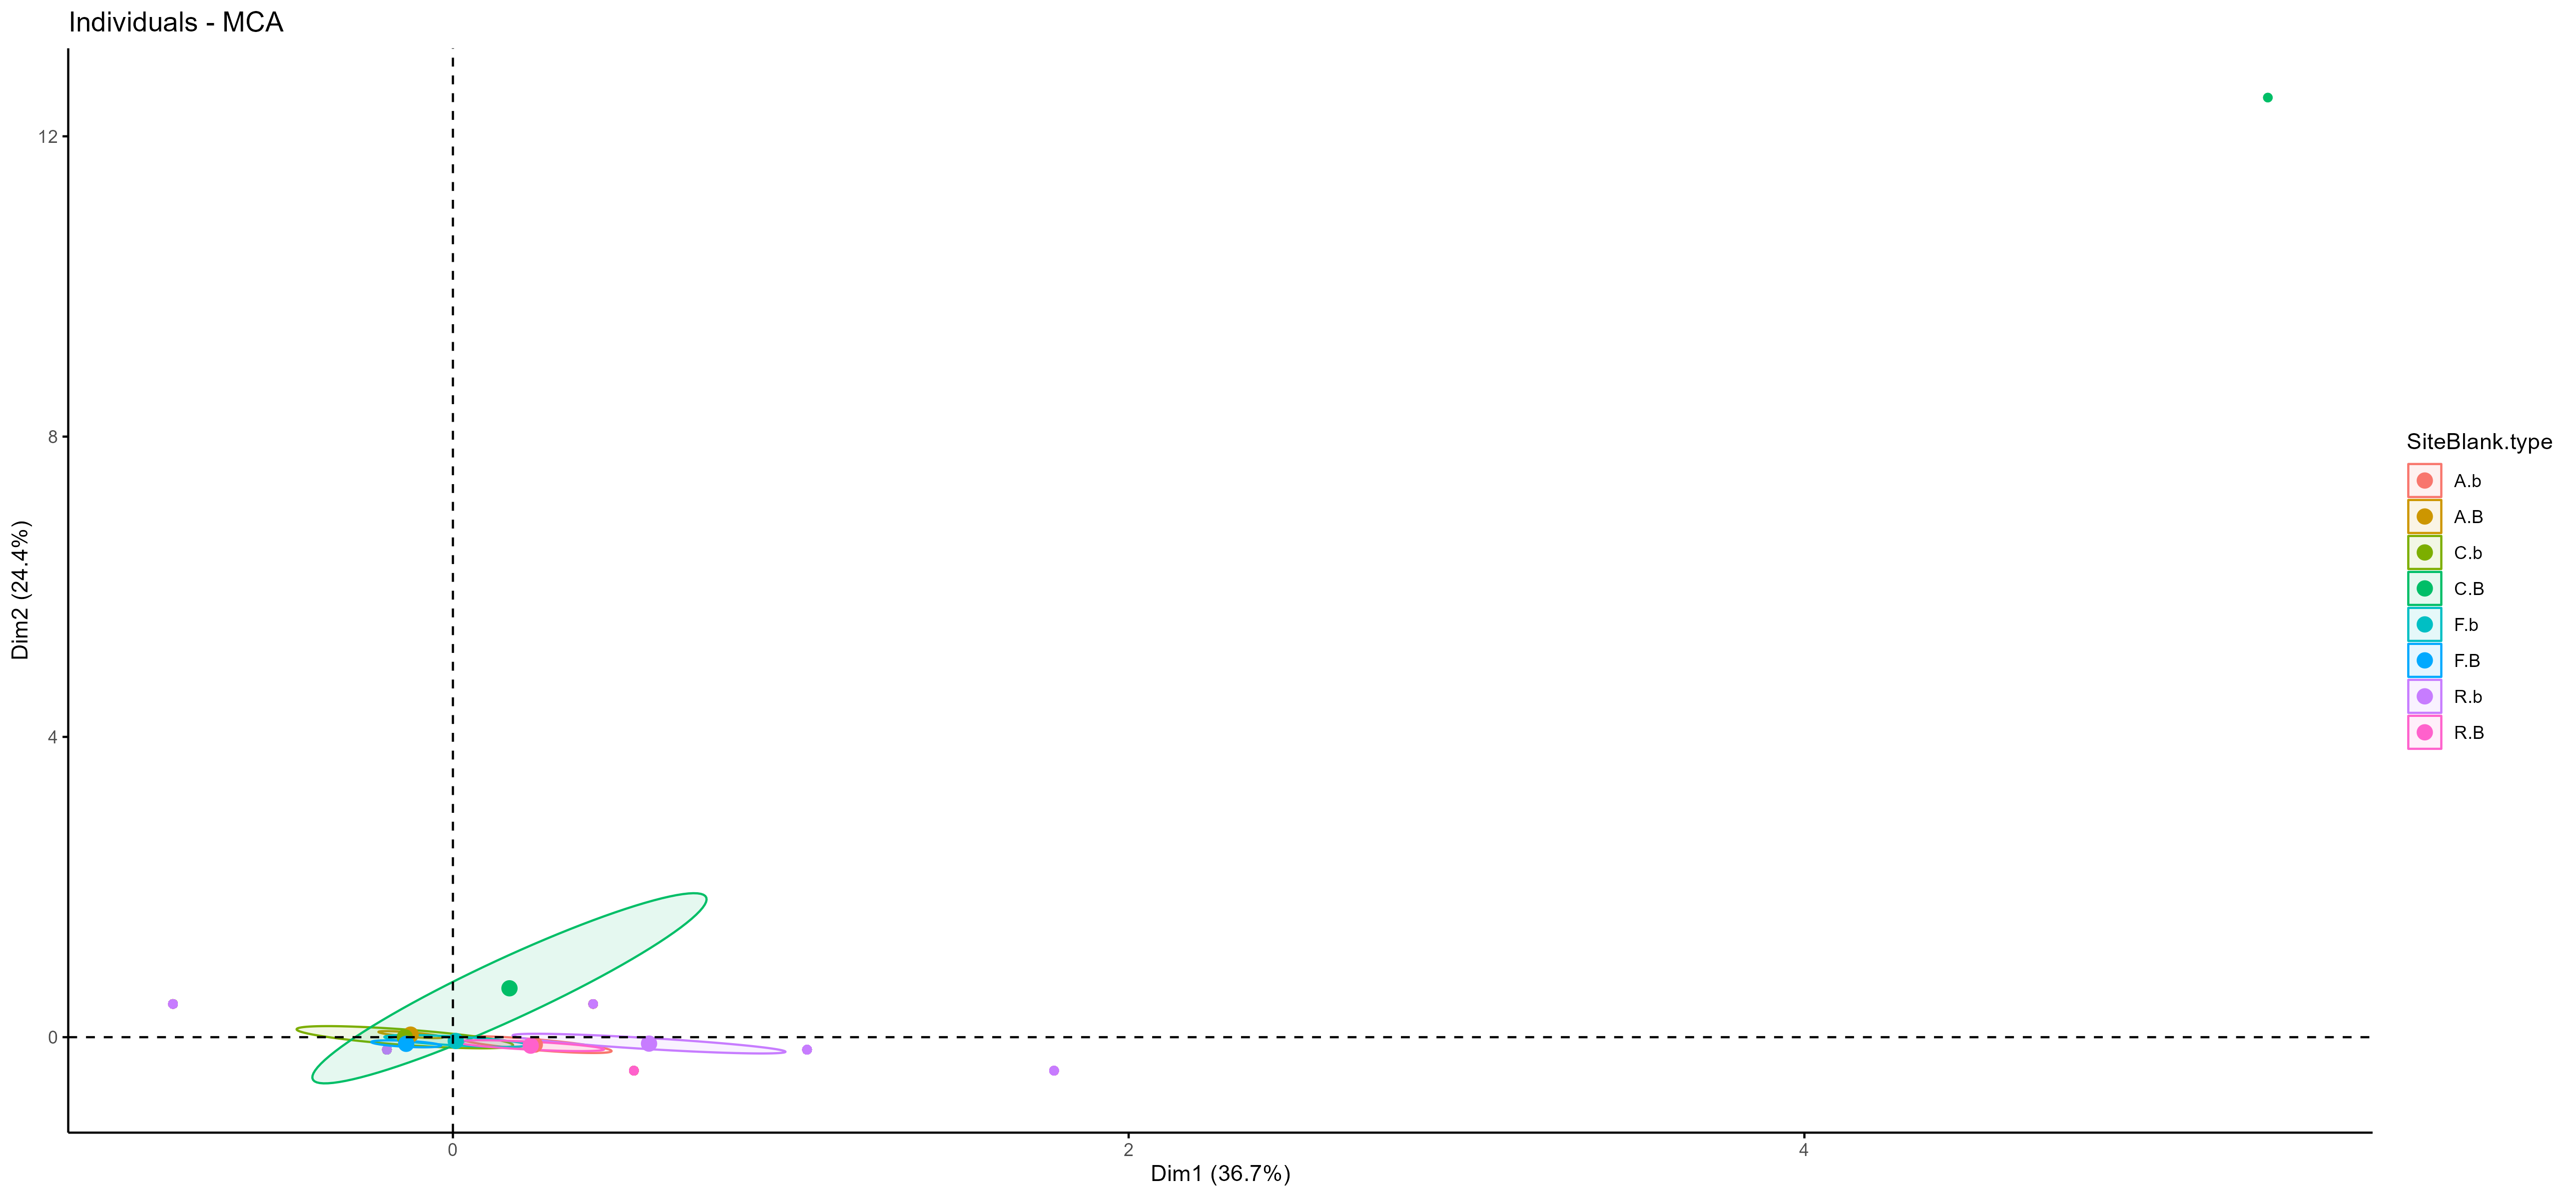 Individuals - MCA
12
8
4
0
0
2
4
Dim1 (36.7%)
Dim2 (24.4%)
SiteBlank.type
A.b
A.B
C.b
C.B
F.b
F.B
R.b
R.B